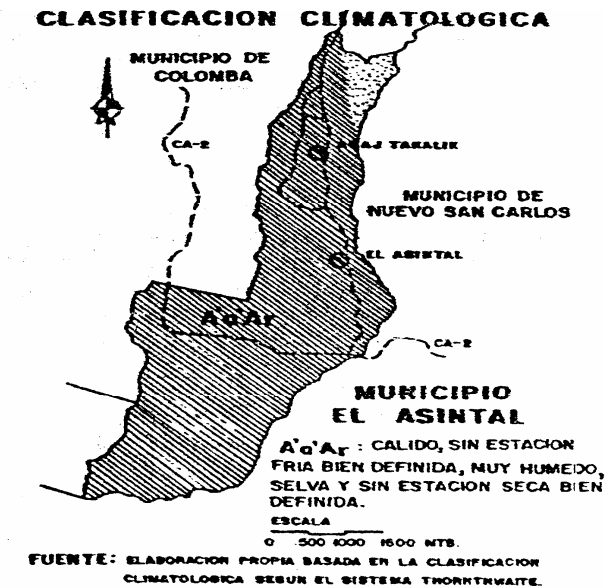 CLASIFICACION CLIMATOLOGICA
MUNICIPIO DE
COLOMBA
CA-2
ABAJ TAKALIK
MUNICIPIO DE
NUEVO SAN CARLOS
EL ASINTAL
A'a'Ar
CA-2
MUNICIPIO
EL ASINTAL
A'a'Ar : CALIDO, SIN ESTACION
FRIA BIEN DEFINIDA, MUY HUMEDO,
SELVA Y SIN ESTACION SECA BIEN
DEFINIDA.
ESCALA
0 500 1000 1500 MTS.
FUENTE: ELABORACION PROPIA BASADA EN LA CLASIFICACION
CLIMATOLOGICA SEGUN EL SISTEMA THORNTHWAITE.